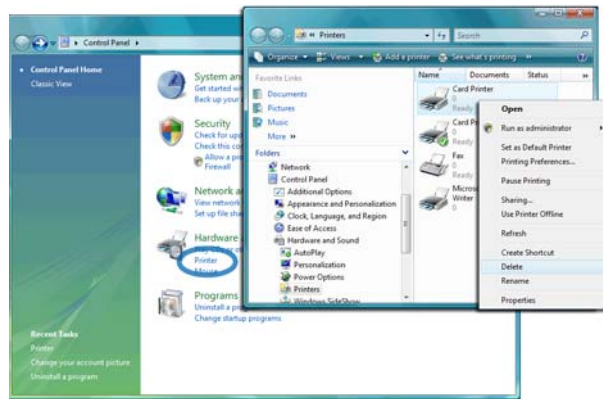 Control Panel
Control Panel Home
Classic View
System an
Get started wi
Back up your
Security
Check for upd
Check this co
Allow a pro
Firewall
Network a
View network
Set up file sha
Hardware
Printer
Mouse
Programs
Uninstall a p
Change startup programs
Recent Tasks
Printer
Change your account picture
Uninstall a program
Printers
Search
Organize
Views
Add a printer
See what's printing
Favorite Links
Documents
Pictures
Music
More
Folders
Network
Control Panel
Additional Options
Appearance and Personalization
Clock, Language, and Region
Ease of Access
Hardware and Sound
AutoPlay
Personalization
Power Options
Printers
Windows SideShow
Name Documents Status
Card Printer
0
Ready
Card P
0
Ready
Fax
0
Ready
Micros
Writer
0
Open
Run as administrator
Set as Default Printer
Printing Preferences...
Pause Printing
Sharing...
Use Printer Offline
Refresh
Create Shortcut
Delete
Rename
Properties